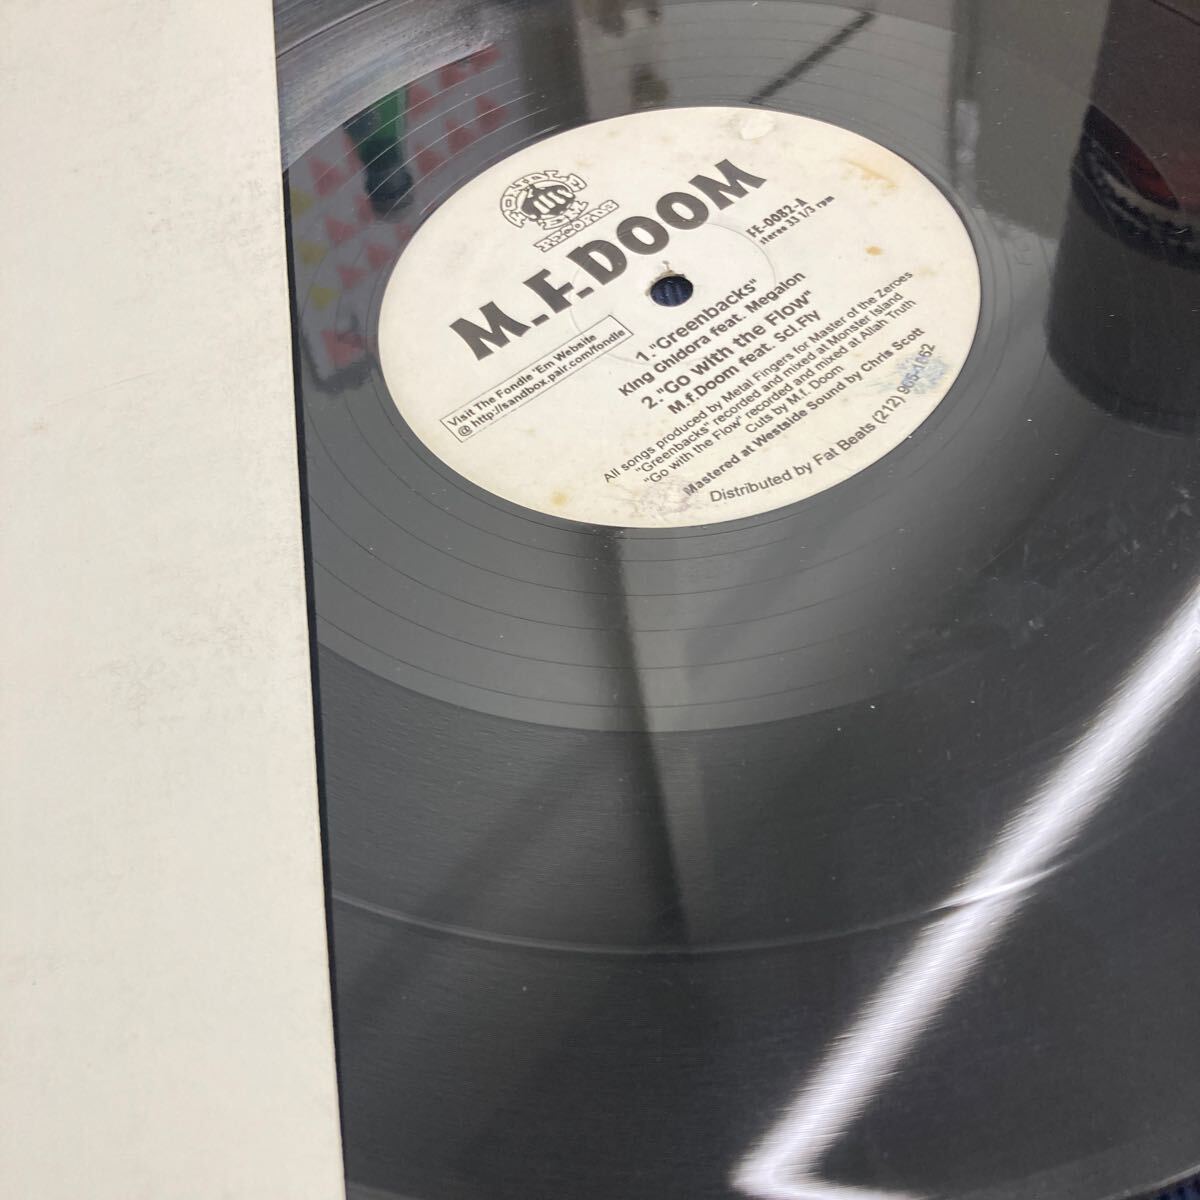 FONDLE
'EM
RECORDS
M.F.DOOM
FE-0082-A
stereo 33 1/3 rpm
Visit The Fondle 'Em Website
@ http://sandbox.pair.com/fondle
1. "Greenbacks"
King Ghidora feat. Megalon
2. "Go with the Flow"
M.f.Doom feat. Sci.Fly
All songs produced by Metal Fingers for Master of the Zeroes
"Greenbacks" recorded and mixed at Monster Island
"Go with the Flow" recorded and mixed at Allah Truth
Cuts by M.f. Doom
Mastered at Westside Sound by Chris Scott
Distributed by Fat Beats (212)